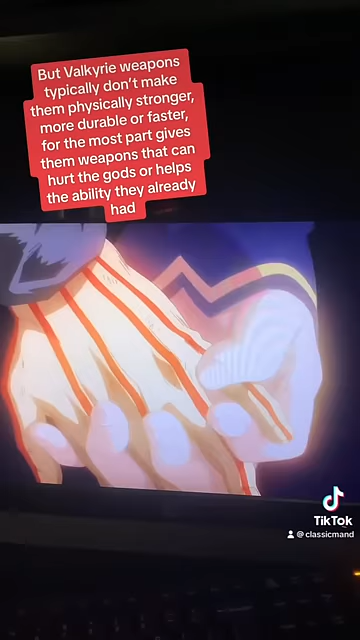 But Valkyrie weapons
typically don't make
them physically stronger,
more durable or faster,
for the most part gives
them weapons that can
hurt the gods or helps
the ability they already
had
TikTok
@classicmand